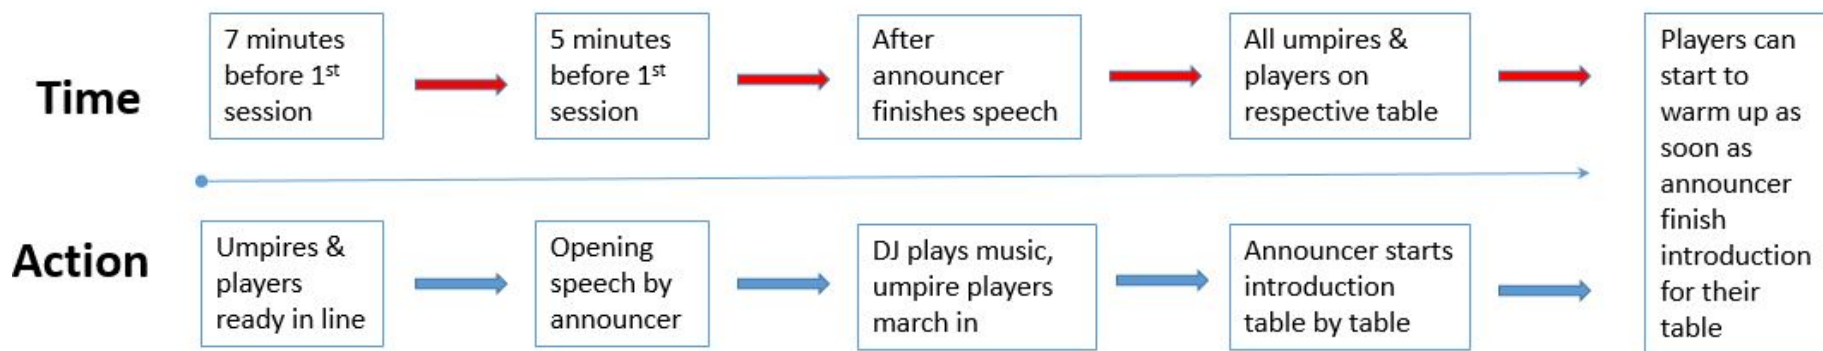 Time
7 minutes
before 1st
session
5 minutes
before 1st
session
After
announcer
finishes speech
All umpires &
players on
respective table
Players can
start to
warm up as
soon as
announcer
finish
introduction
for their
table
Action
Umpires &
players
ready in line
Opening
speech by
announcer
DJ plays music,
umpire players
march in
Announcer starts
introduction
table by table